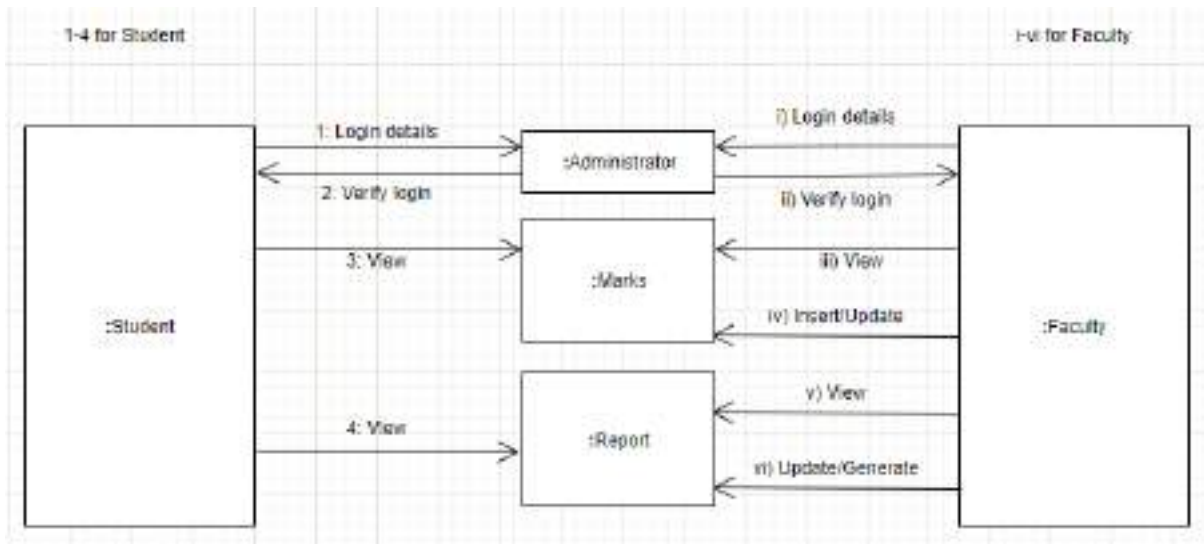 1-4 for Student
i-vi for Faculty
1: Login details
i) Login details
::Administrator
2: Verify login
ii) Verify login
3: View
iii) View
::Marks
iv) Insert/Update
::Student
:Faculty
v) View
4: View
::Report
vi) Update/Generate